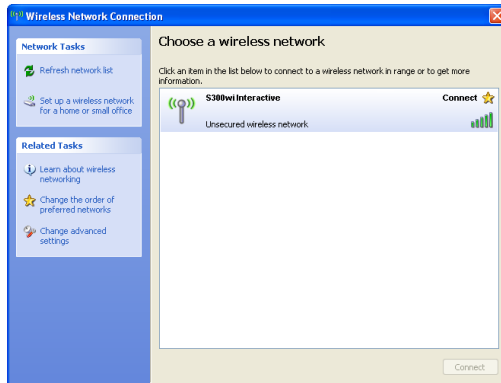 Wireless Network Connection
Network Tasks
Refresh network list
Set up a wireless network
for a home or small office
Related Tasks
Learn about wireless
networking
Change the order of
preferred networks
Change advanced
settings
Choose a wireless network
Click an item in the list below to connect to a wireless network in range or to get more
information.
S300wi Interactive
Connect
Unsecured wireless network
Connect